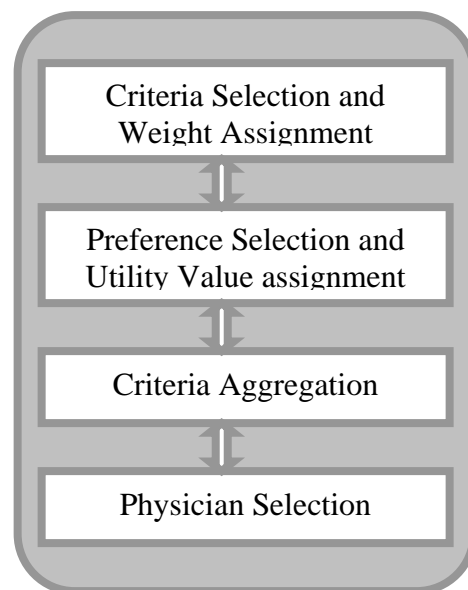 Criteria Selection and
Weight Assignment
Preference Selection and
Utility Value assignment
Criteria Aggregation
Physician Selection